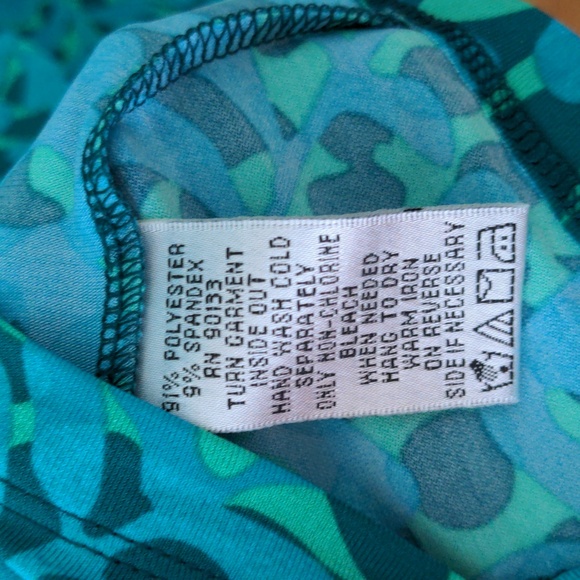 91% POLYESTER
9% SPANDEX
RN 90133
TURN GARMENT
INSIDE OUT
HAND WASH COLD
SEPARATELY
ONLY NON-CHLORINE
BLEACH
WHEN NEEDED
HANG TO DRY
WARM IRON
ON REVERSE
SIDE IF NECESSARY